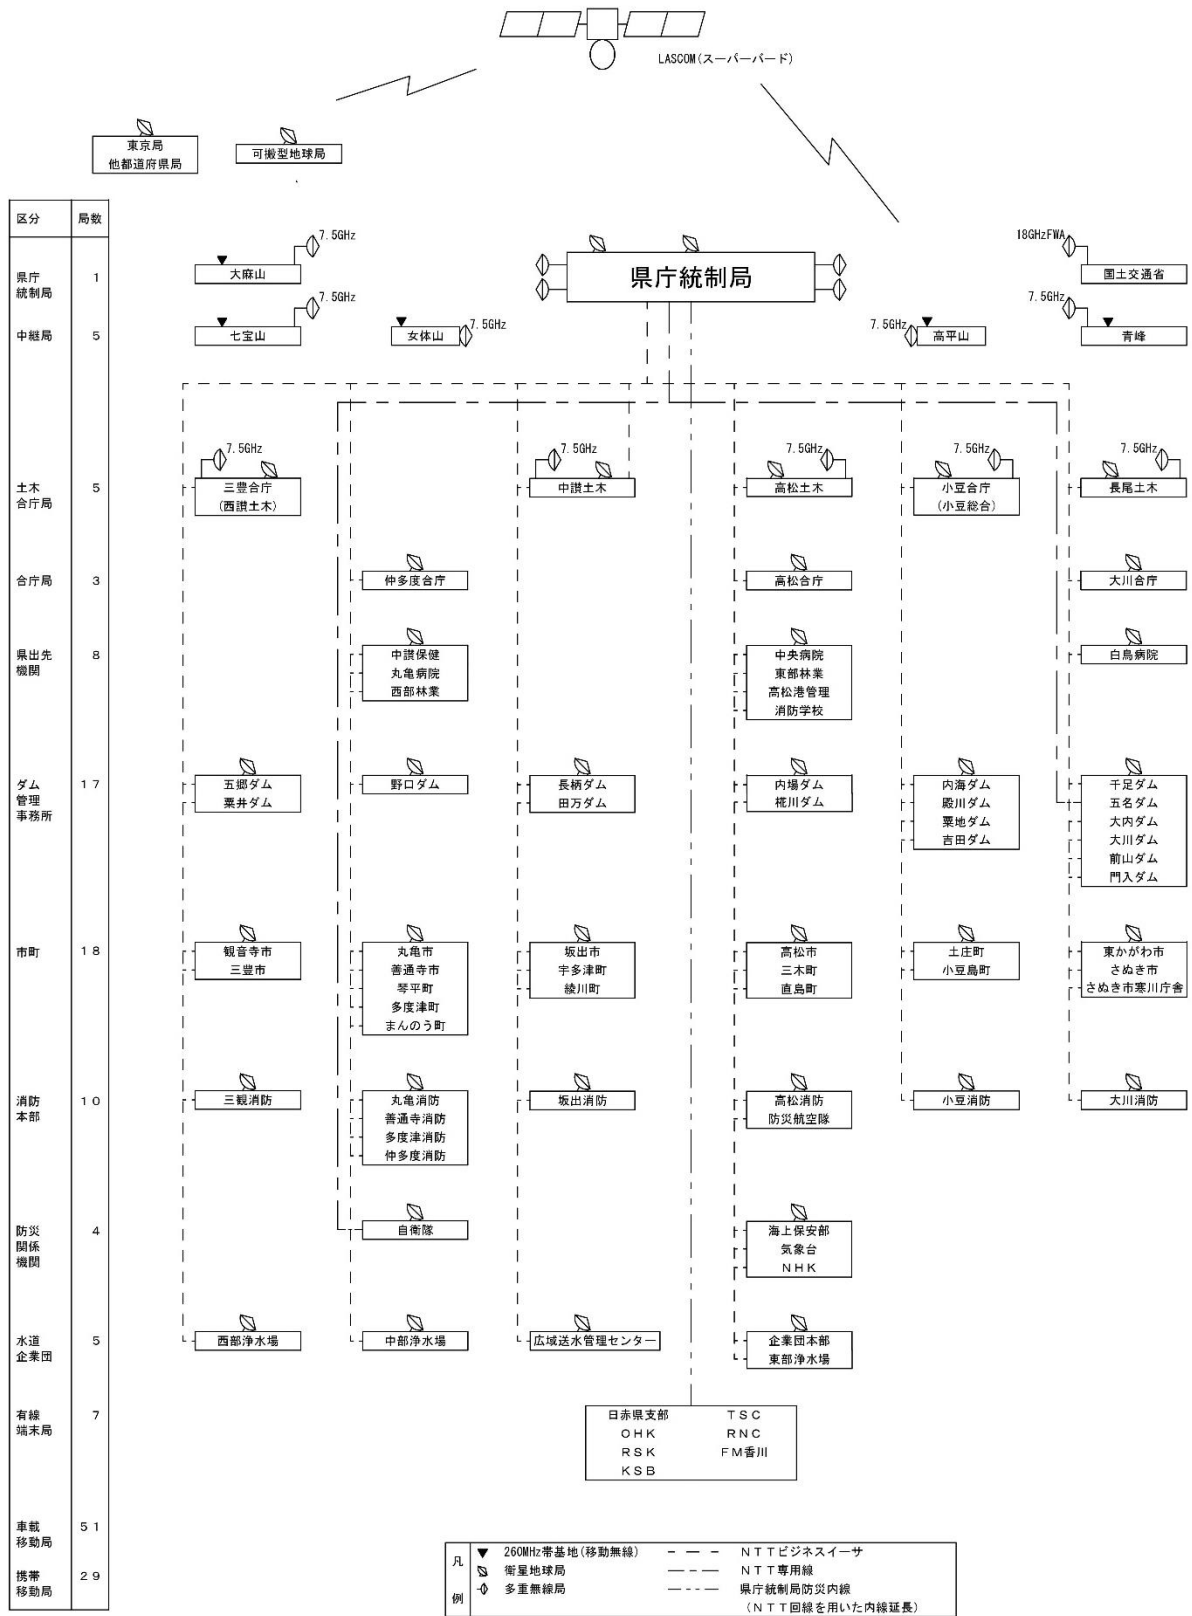 LASCOM(スーパーバード)
東京局
他都道府県局
可搬型地球局
区分 局数
県庁
統制局
1
7.5GHz
大麻山
県庁統制局
18GHzFWA
国土交通省
中継局 5
7.5GHz
七宝山
女体山
7.5GHz
7.5GHz
高平山
7.5GHz
青峰
土木
合庁局
5
7.5GHz
三豊合庁
(西讃土木)
7.5GHz
中讃土木
7.5GHz
高松土木
7.5GHz
小豆合庁
(小豆総合)
7.5GHz
長尾土木
合庁局 3
仲多度合庁
高松合庁
大川合庁
県出先
機関
8
中讃保健
丸亀病院
西部林業
中央病院
東部林業
高松港管理
消防学校
白鳥病院
ダム
管理
事務所
17
五郷ダム
粟井ダム
野口ダム
長柄ダム
田万ダム
内場ダム
椛川ダム
内海ダム
殿川ダム
粟地ダム
吉田ダム
千足ダム
五名ダム
大内ダム
大川ダム
前山ダム
門入ダム
市町 18
観音寺市
三豊市
丸亀市
善通寺市
琴平町
多度津町
まんのう町
坂出市
宇多津町
綾川町
高松市
三木町
直島町
土庄町
小豆島町
東かがわ市
さぬき市
さぬき市寒川庁舎
消防
本部
10
三観消防
丸亀消防
善通寺消防
多度津消防
仲多度消防
坂出消防
高松消防
防災航空隊
小豆消防
大川消防
防災
関係
機関
4
自衛隊
海上保安部
気象台
NHK
水道
企業団
5
西部浄水場
中部浄水場
広域送水管理センター
企業団本部
東部浄水場
有線
端末局
7
日赤県支部 TSC
OHK RNC
RSK FM香川
KSB
車載
移動局
51
携帯
移動局
29
凡例
260MHz帯基地(移動無線)
衛星地球局
多重無線局
NTTビジネスイーサ
NTT専用線
県庁統制局防災内線
(NTT回線を用いた内線延長)